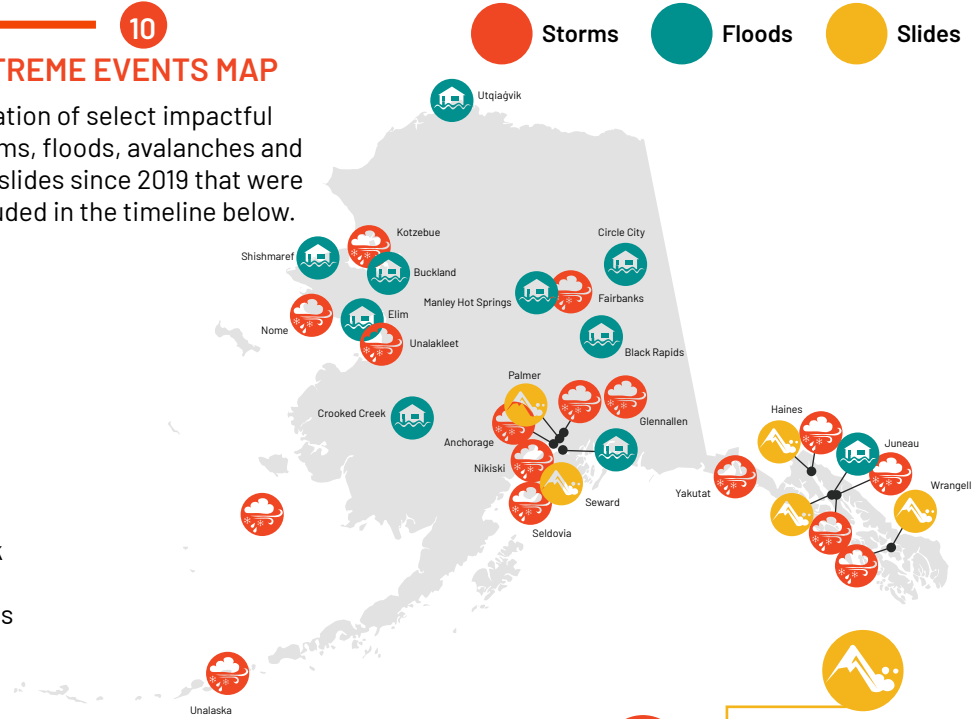 10
TREME EVENTS MAP
ation of select impactful
ms, floods, avalanches and
slides since 2019 that were
uded in the timeline below.
Storms
Floods
Slides
Utqiaġvik
Kotzebue
Shishmaref
Buckland
Circle City
Manley Hot Springs
Fairbanks
Nome
Elim
Unalakleet
Black Rapids
Palmer
Crooked Creek
Anchorage
Glennallen
Nikiski
Seward
Seldovia
Haines
Juneau
Yakutat
Wrangell
k
s
Unalaska